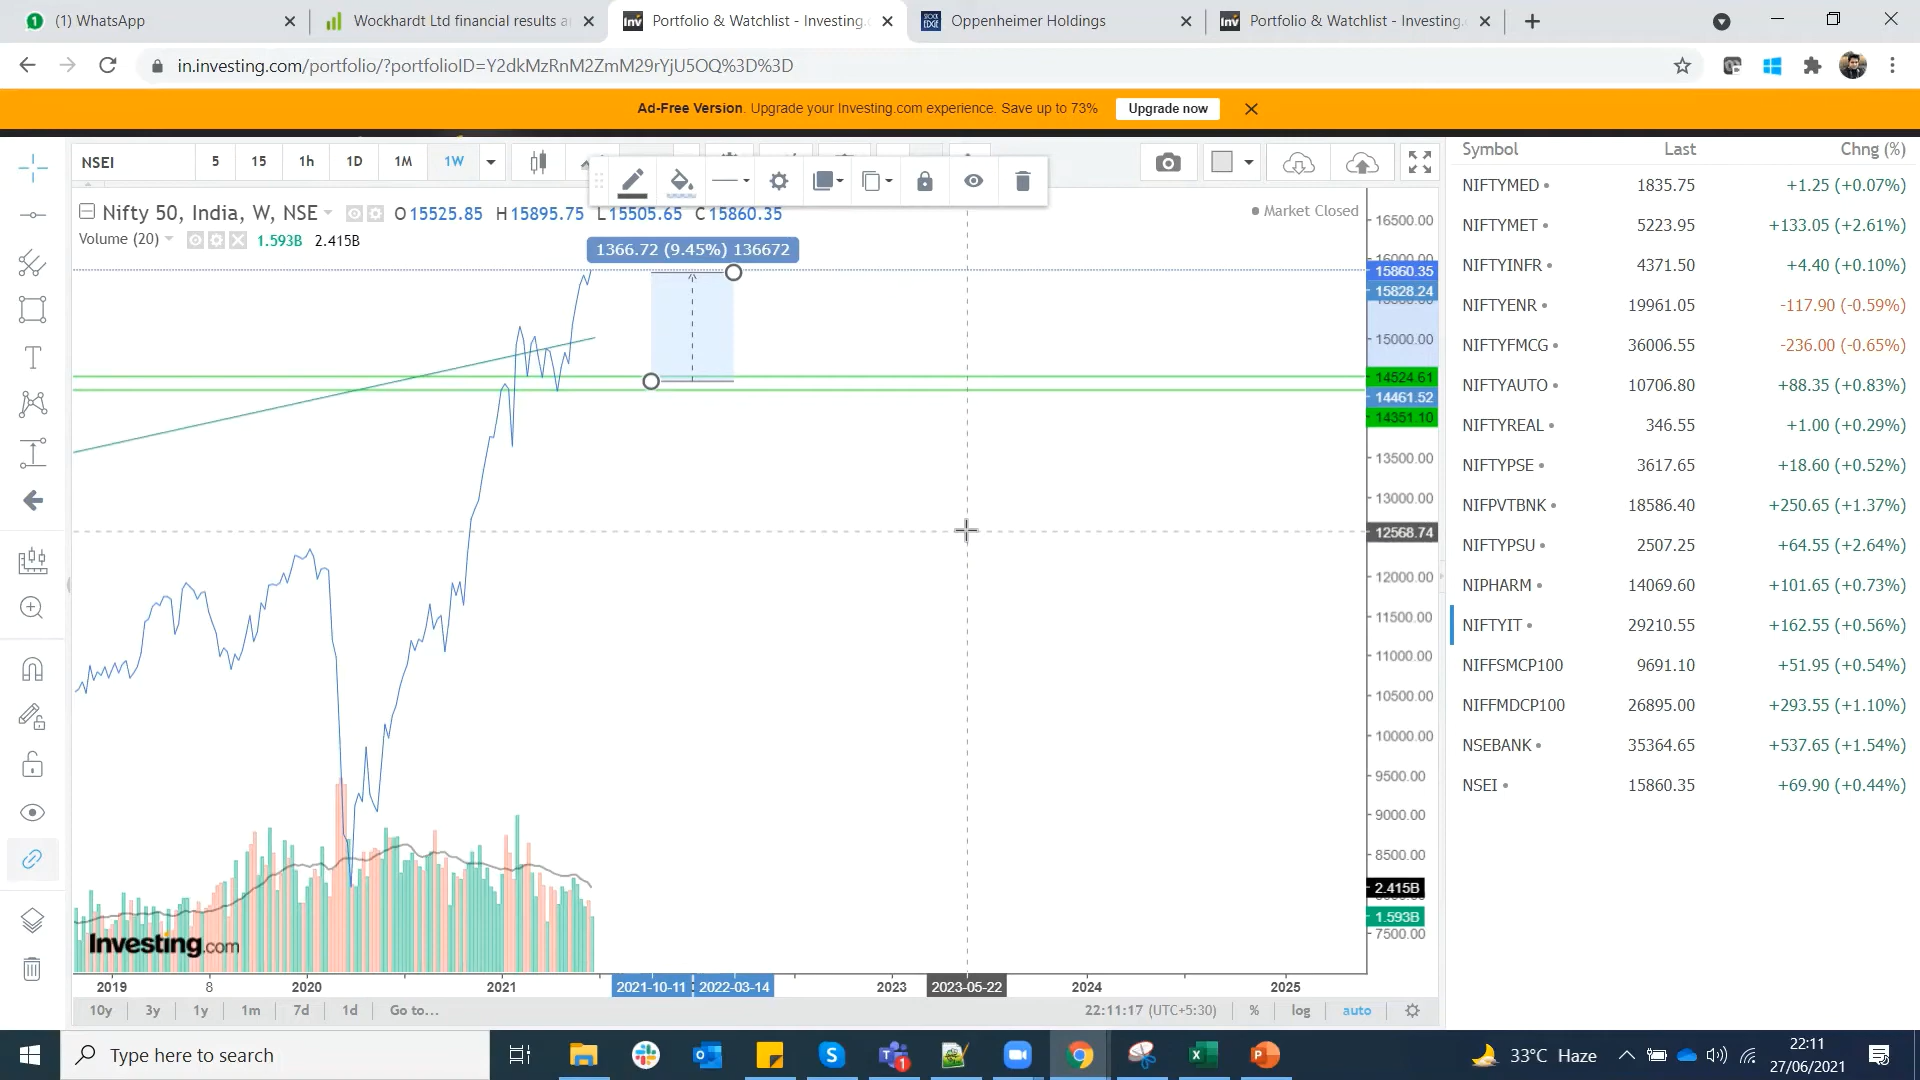 (1) WhatsApp
Wockhardt Ltd financial results a
Portfolio & Watchlist - Investing.c
Oppenheimer Holdings
Portfolio & Watchlist - Investing.c
in.investing.com/portfolio/?portfolioID=Y2dkMzRnM2ZmM29rYjU5OQ%3D%3D
Ad-Free Version. Upgrade your Investing.com experience. Save up to 73% Upgrade now
NSEI 5 15 1h 1D 1M 1W
Nifty 50, India, W, NSE O15525.85 H15895.75 L15505.65 C15860.35
Market Closed
Volume (20) 1.593B 2.415B
1366.72 (9.45%) 136672
16500.00
16000.00
15860.35
15828.24
15000.00
14524.61
14461.52
14351.10
13500.00
13000.00
12568.74
12000.00
11500.00
11000.00
10500.00
10000.00
9500.00
9000.00
8500.00
2.415B
1.593B
7500.00
Investing.com
2019 8 2020 2021 2021-10-11 2022-03-14 2023 2023-05-22 2024 2025
10y 3y 1y 1m 7d 1d Go to... 22:11:17 (UTC+5:30) % log auto
Symbol Last Chng (%)
NIFTYMED 1835.75 +1.25 (+0.07%)
NIFTYMET 5223.95 +133.05 (+2.61%)
NIFTYINFR 4371.50 +4.40 (+0.10%)
NIFTYENR 19961.05 -117.90 (-0.59%)
NIFTYFMCG 36006.55 -236.00 (-0.65%)
NIFTYAUTO 10706.80 +88.35 (+0.83%)
NIFTYREAL 346.55 +1.00 (+0.29%)
NIFTYPSE 3617.65 +18.60 (+0.52%)
NIFPVTBNK 18586.40 +250.65 (+1.37%)
NIFTYPSU 2507.25 +64.55 (+2.64%)
NIPHARM 14069.60 +101.65 (+0.73%)
NIFTYIT 29210.55 +162.55 (+0.56%)
NIFFSMCP100 9691.10 +51.95 (+0.54%)
NIFFMDCP100 26895.00 +293.55 (+1.10%)
NSEBANK 35364.65 +537.65 (+1.54%)
NSEI 15860.35 +69.90 (+0.44%)
Type here to search
33°C Haze
22:11
27/06/2021